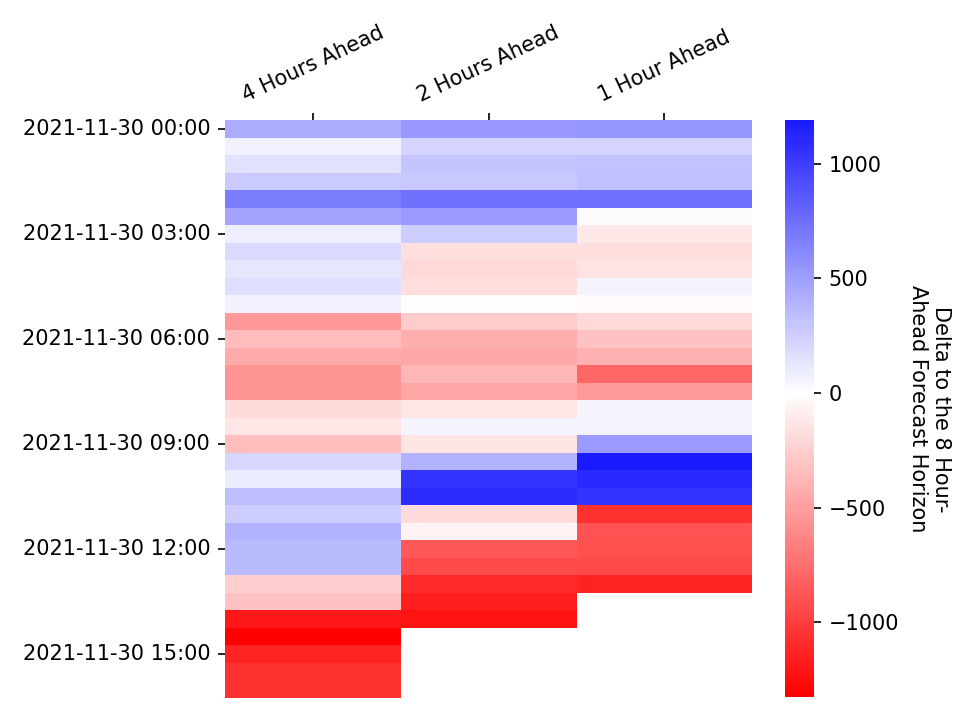 4 Hours Ahead
2 Hours Ahead
1 Hour Ahead
2021-11-30 00:00
2021-11-30 03:00
2021-11-30 06:00
2021-11-30 09:00
2021-11-30 12:00
2021-11-30 15:00
1000
500
0
−500
−1000
Delta to the 8 Hour-
Ahead Forecast Horizon